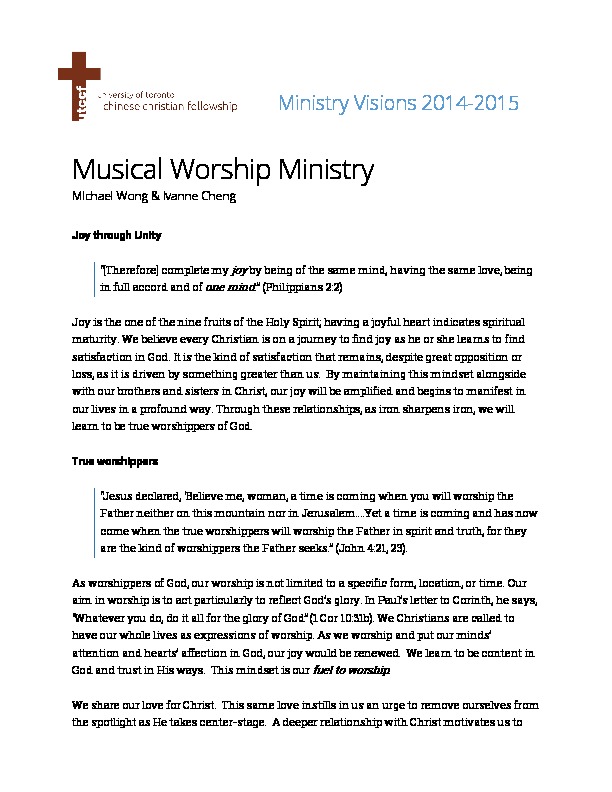 utccf
university of toronto
chinese christian fellowship
Ministry Visions 2014-2015
Musical Worship Ministry
Michael Wong & Ivanne Cheng
Joy through Unity
"[Therefore] complete my joy by being of the same mind, having the same love, being
in full accord and of one mind." (Philippians 2:2)
Joy is the one of the nine fruits of the Holy Spirit; having a joyful heart indicates spiritual
maturity. We believe every Christian is on a journey to find joy as he or she learns to find
satisfaction in God. It is the kind of satisfaction that remains, despite great opposition or
loss, as it is driven by something greater than us. By maintaining this mindset alongside
with our brothers and sisters in Christ, our joy will be amplified and begins to manifest in
our lives in a profound way. Through these relationships, as iron sharpens iron, we will
learn to be true worshippers of God.
True worshippers
"Jesus declared, 'Believe me, woman, a time is coming when you will worship the
Father neither on this mountain nor in Jerusalem....Yet a time is coming and has now
come when the true worshippers will worship the Father in spirit and truth, for they
are the kind of worshippers the Father seeks." (John 4:21, 23).
As worshippers of God, our worship is not limited to a specific form, location, or time. Our
aim in worship is to act particularly to reflect God's glory. In Paul's letter to Corinth, he says,
"Whatever you do, do it all for the glory of God." (1 Cor 10:31b). We Christians are called to
have our whole lives as expressions of worship. As we worship and put our minds'
attention and hearts' affection in God, our joy would be renewed. We learn to be content in
God and trust in His ways. This mindset is our fuel to worship.
We share our love for Christ. This same love instills in us an urge to remove ourselves from
the spotlight as He takes center-stage. A deeper relationship with Christ motivates us to